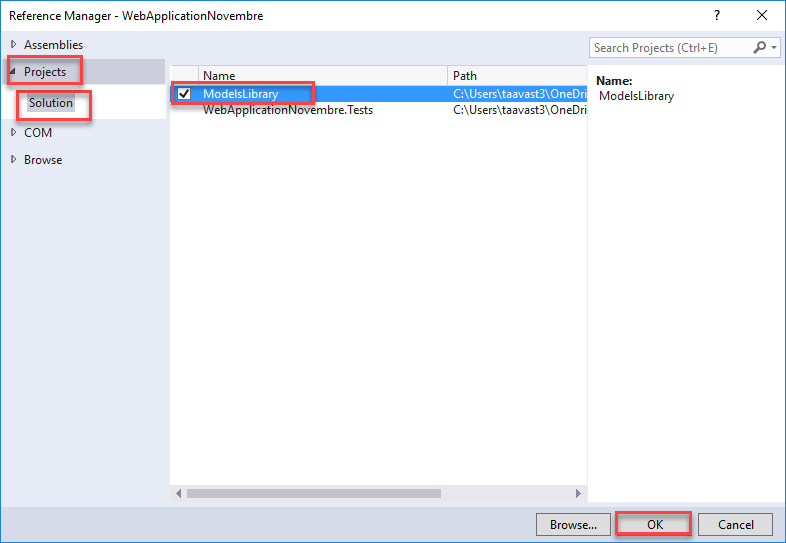 Reference Manager - WebApplicationNovembre
Assemblies
Projects
Solution
COM
Browse
Name Path
ModelsLibrary C:\Users\taavast3\OneDri
WebApplicationNovembre.Tests C:\Users\taavast3\OneDri
Search Projects (Ctrl+E)
Name:
ModelsLibrary
Browse... OK Cancel